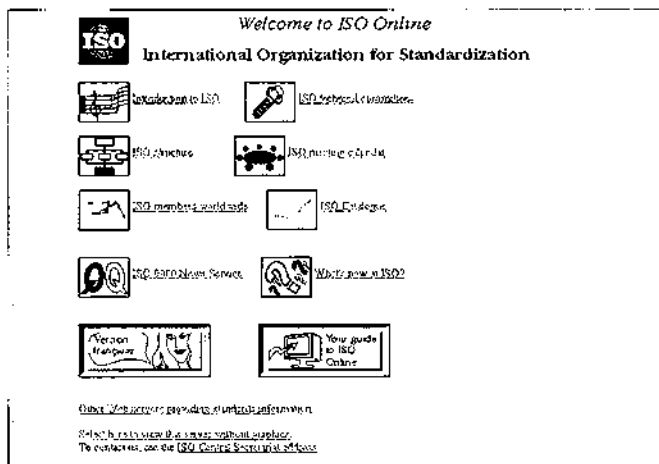 Welcome to ISO Online
ISO
International Organization for Standardization
Introduction to ISO
ISO technical committees
ISO structure
ISO meeting calendar
ISO members worldwide
ISO Catalogue
ISO 9000 News Service
What's new at ISO?
Version française
Your guide to ISO Online
Other Web servers providing standards information
Select here to view this server without graphics.
To contact us, see the ISO Central Secretariat address